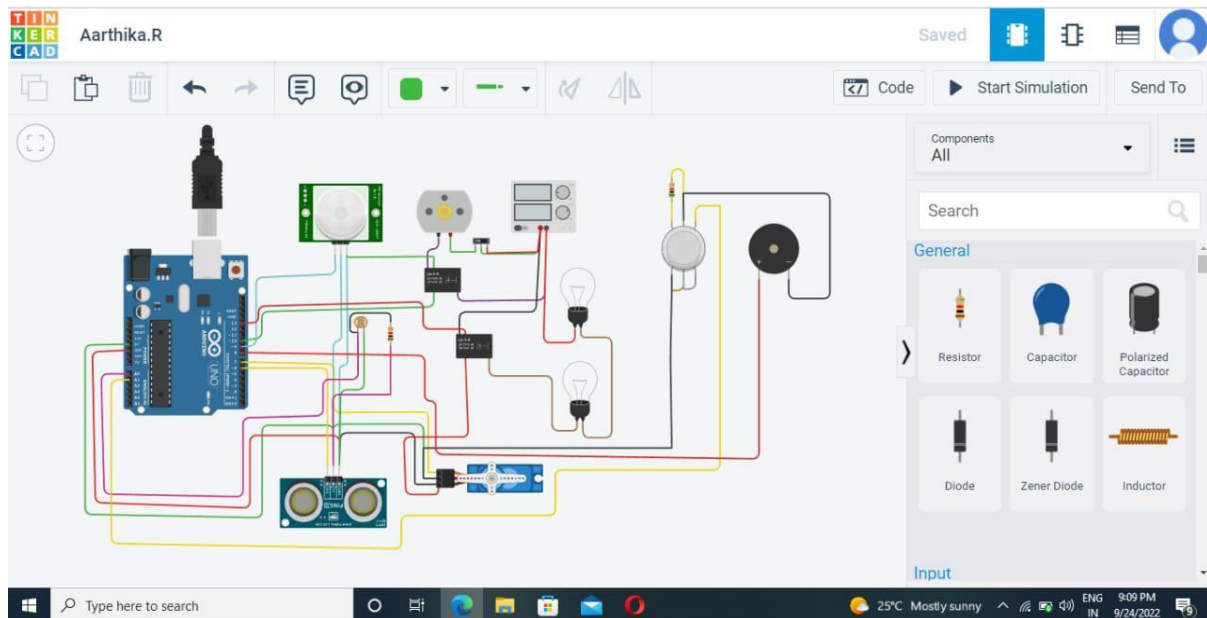 TIN
KER
CAD
Aarthika.R
Saved
Code
Start Simulation
Send To
Components
All
Search
General
Resistor
Capacitor
Polarized
Capacitor
Diode
Zener Diode
Inductor
Input
UNO
Type here to search
25°C Mostly sunny
ENG
IN
9:09 PM
9/24/2022
9